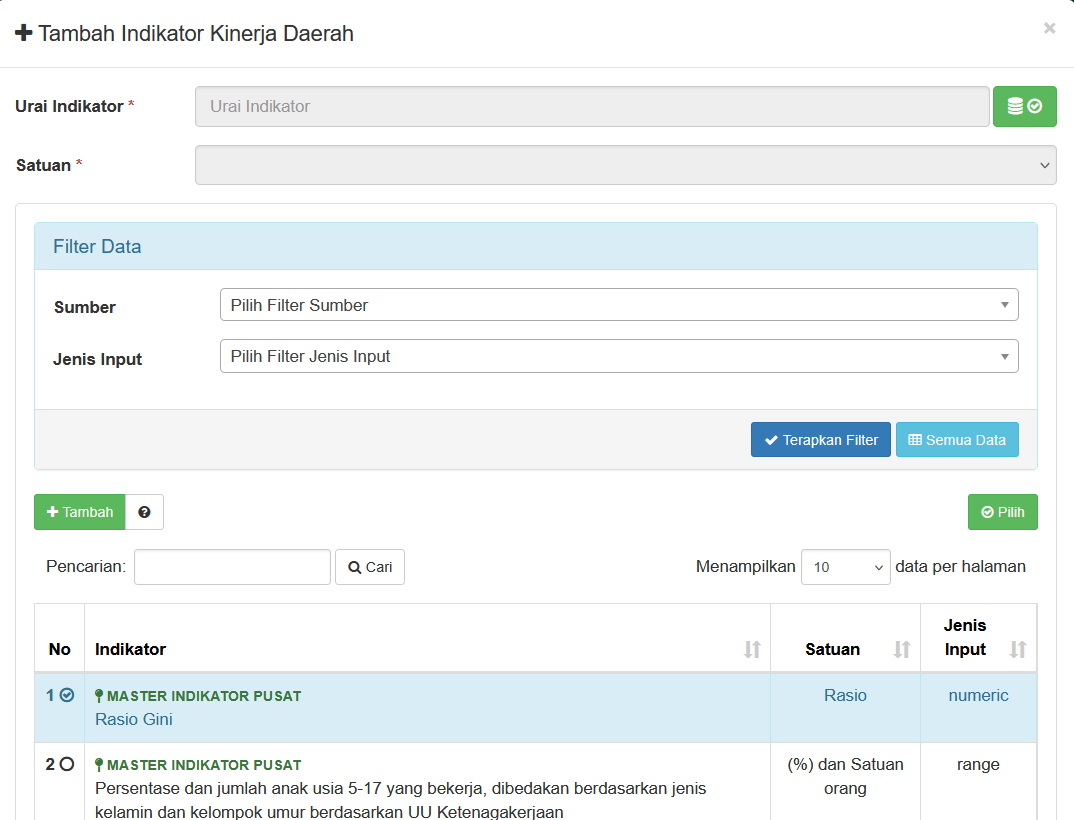 Tambah Indikator Kinerja Daerah
×
Urai Indikator *
Urai Indikator
Satuan *
Filter Data
Sumber
Pilih Filter Sumber
Jenis Input
Pilih Filter Jenis Input
Terapkan Filter
Semua Data
Tambah
?
Pilih
Pencarian:
Cari
Menampilkan 10 data per halaman
No
Indikator
Satuan
Jenis
Input
1
MASTER INDIKATOR PUSAT
Rasio Gini
Rasio
numeric
2
MASTER INDIKATOR PUSAT
Persentase dan jumlah anak usia 5-17 yang bekerja, dibedakan berdasarkan jenis
kelamin dan kelompok umur berdasarkan UU Ketenagakerjaan
(%) dan Satuan
orang
range